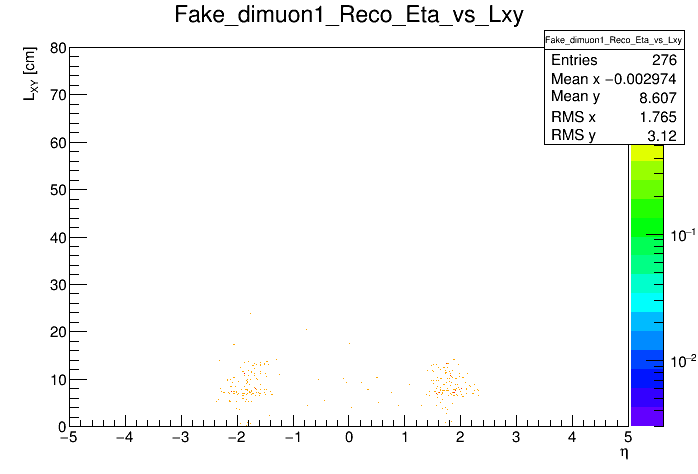 Fake_dimuon1_Reco_Eta_vs_Lxy
Fake_dimuon1_Reco_Eta_vs_Lxy
Entries 276
Mean x −0.002974
Mean y 8.607
RMS x 1.765
RMS y 3.12
L_XY [cm]
80
70
60
50
40
30
20
10
0
−5 −4 −3 −2 −1 0 1 2 3 4 5
η
10⁻¹
10⁻²